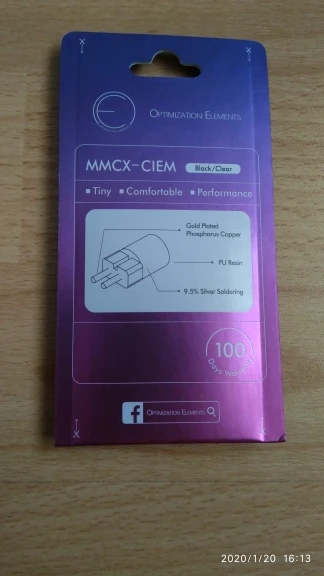 OPTIMIZATION ELEMENTS
MMCX-CIEM Black/Clear
Tiny Comfortable Performance
Gold Plated
Phosphorus Copper
PU Resin
9.5% Silver Soldering
100
Days Warranty
f OPTIMIZATION ELEMENTS
2020/1/20 16:13